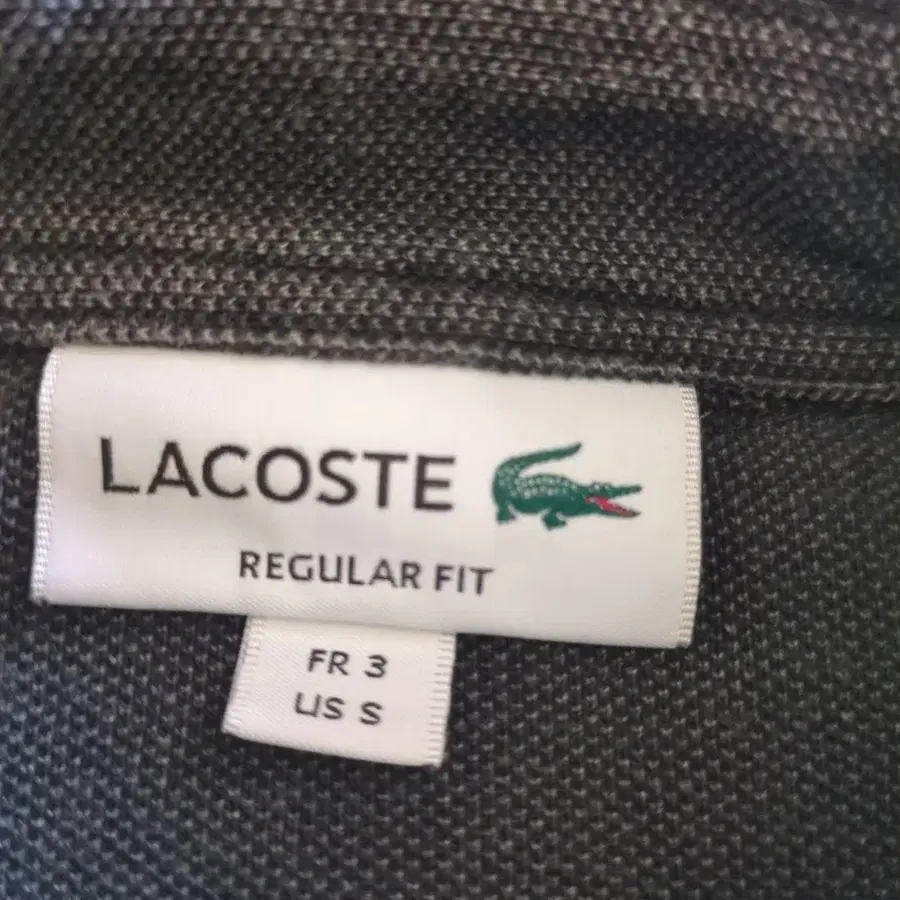 LACOSTE
REGULAR FIT
FR 3
US S